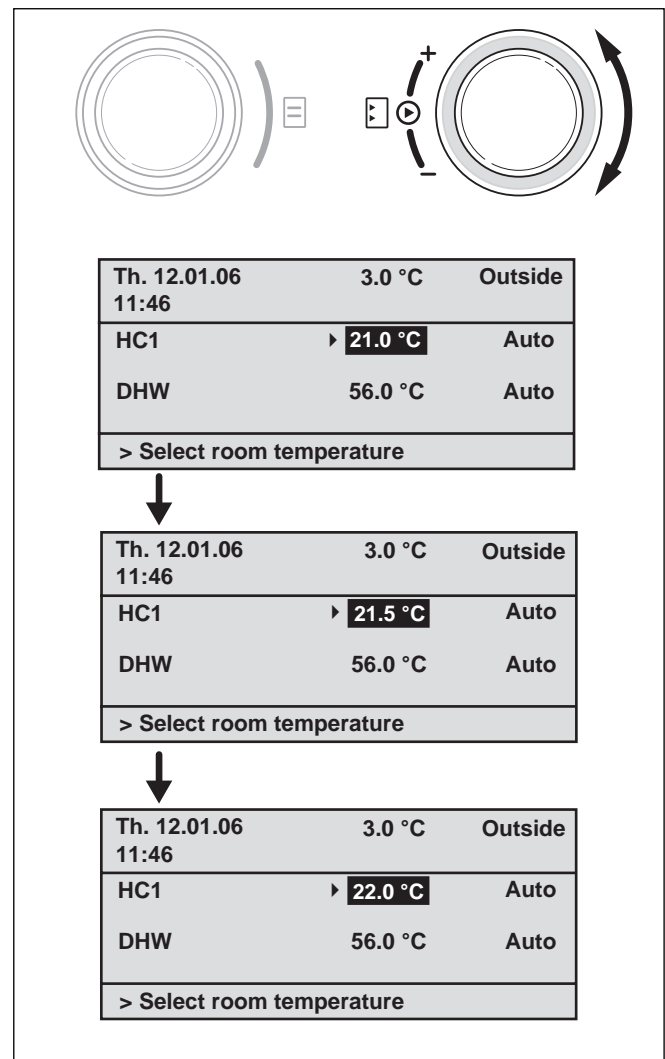 +
−
Th. 12.01.06 3.0 °C Outside
11:46
HC1 21.0 °C Auto
DHW 56.0 °C Auto
> Select room temperature
Th. 12.01.06 3.0 °C Outside
11:46
HC1 21.5 °C Auto
DHW 56.0 °C Auto
> Select room temperature
Th. 12.01.06 3.0 °C Outside
11:46
HC1 22.0 °C Auto
DHW 56.0 °C Auto
> Select room temperature